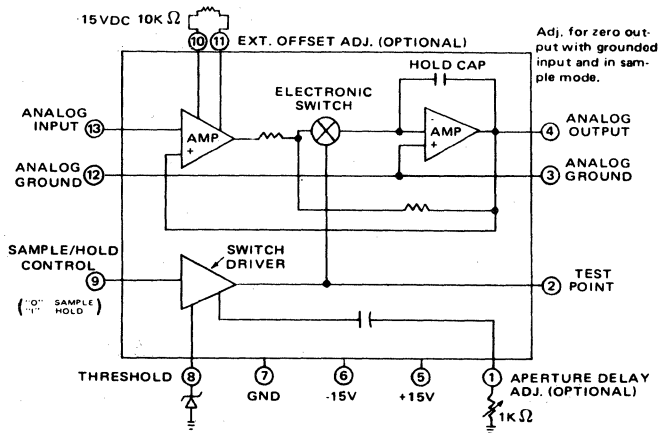 15VDC 10K Ω
10 11 EXT. OFFSET ADJ. (OPTIONAL)
Adj. for zero out-
put with grounded
input and in sam-
ple mode.
HOLD CAP
ELECTRONIC
SWITCH
ANALOG
INPUT
13
AMP
+
AMP
+
4
ANALOG
OUTPUT
ANALOG
GROUND
12
3
ANALOG
GROUND
SAMPLE/HOLD
CONTROL
9
("0" SAMPLE
"1" HOLD)
SWITCH
DRIVER
2
TEST
POINT
THRESHOLD
8
7
GND
6
-15V
5
+15V
1
APERTURE DELAY
ADJ. (OPTIONAL)
1K Ω